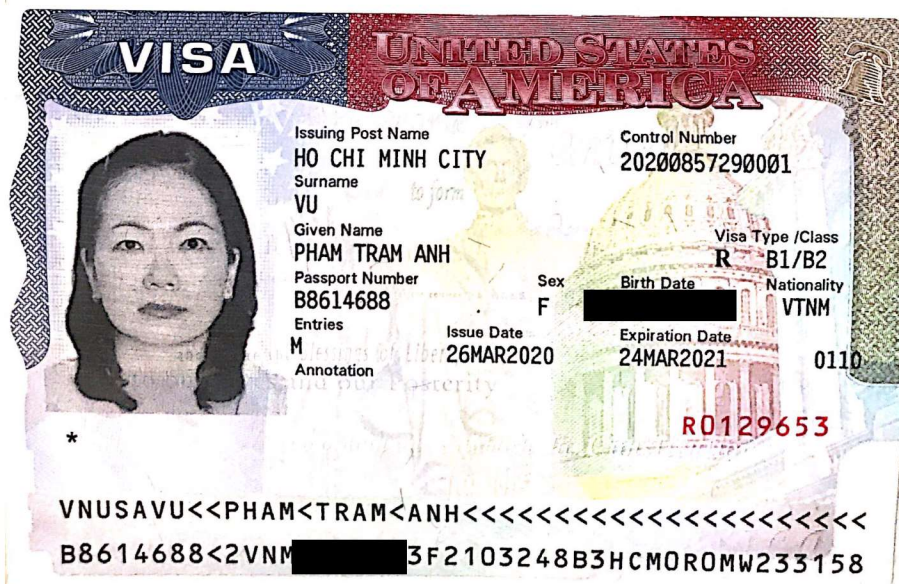 VISA
UNITED STATES
OF AMERICA
Issuing Post Name
HO CHI MINH CITY
Control Number
20200857290001
Surname
VU
Given Name
PHAM TRAM ANH
Visa Type /Class
R B1/B2
Passport Number
B8614688
Sex
F
Birth Date
Nationality
VTNM
Entries
M
Issue Date
26MAR2020
Expiration Date
24MAR2021
0110
Annotation
R0129653
*
VNUSAVU<<PHAM<TRAM<ANH<<<<<<<<<<<<<<<<<<<<<<
B8614688<2VNM 3F2103248B3HCM0R0MW233158